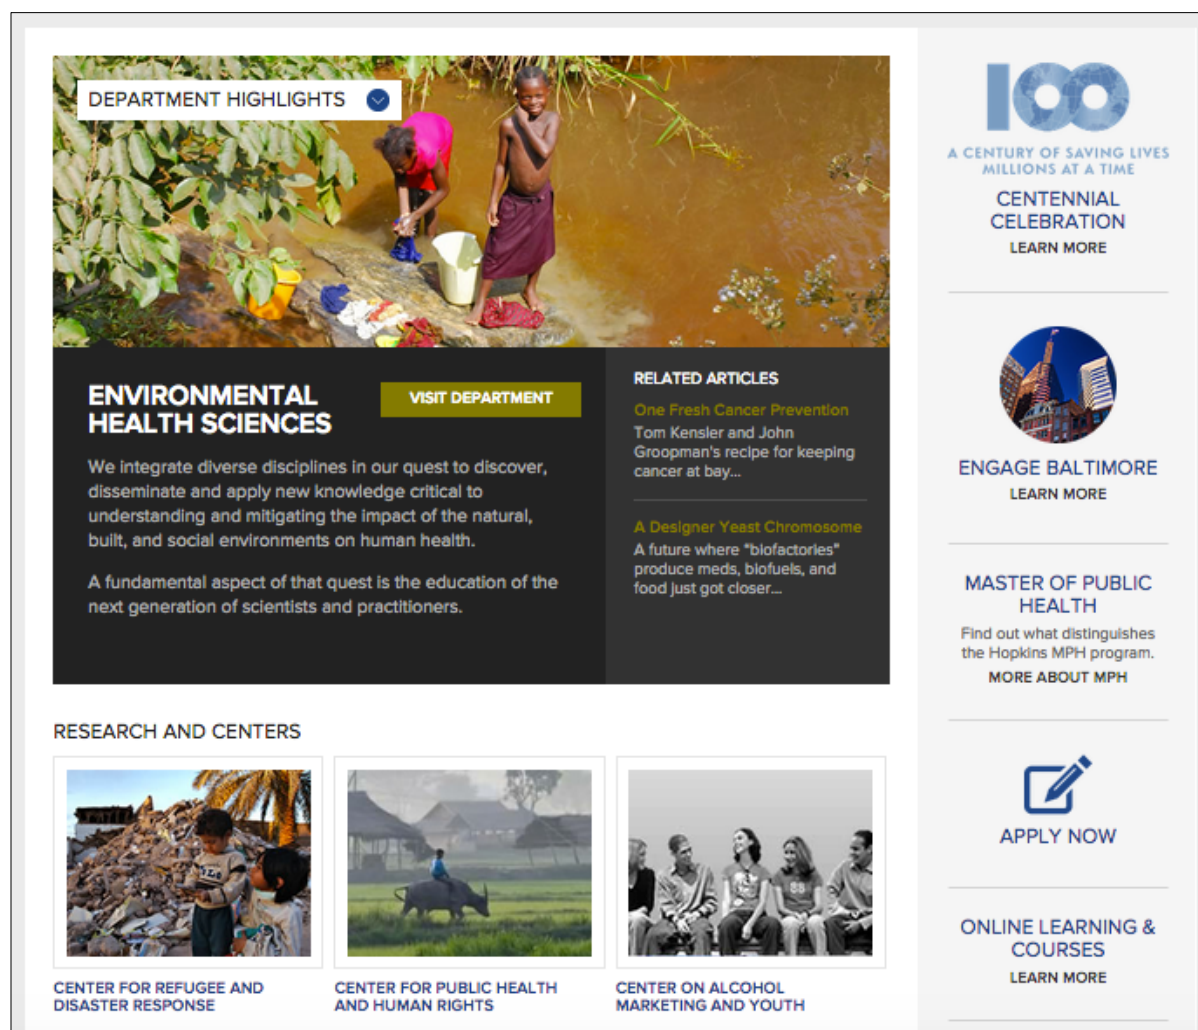 DEPARTMENT HIGHLIGHTS
ENVIRONMENTAL
HEALTH SCIENCES
VISIT DEPARTMENT
We integrate diverse disciplines in our quest to discover,
disseminate and apply new knowledge critical to
understanding and mitigating the impact of the natural,
built, and social environments on human health.
A fundamental aspect of that quest is the education of the
next generation of scientists and practitioners.
RELATED ARTICLES
One Fresh Cancer Prevention
Tom Kensler and John
Groopman's recipe for keeping
cancer at bay...
A Designer Yeast Chromosome
A future where "biofactories"
produce meds, biofuels, and
food just got closer...
RESEARCH AND CENTERS
CENTER FOR REFUGEE AND
DISASTER RESPONSE
CENTER FOR PUBLIC HEALTH
AND HUMAN RIGHTS
CENTER ON ALCOHOL
MARKETING AND YOUTH
100
A CENTURY OF SAVING LIVES
MILLIONS AT A TIME
CENTENNIAL
CELEBRATION
LEARN MORE
ENGAGE BALTIMORE
LEARN MORE
MASTER OF PUBLIC
HEALTH
Find out what distinguishes
the Hopkins MPH program.
MORE ABOUT MPH
APPLY NOW
ONLINE LEARNING &
COURSES
LEARN MORE